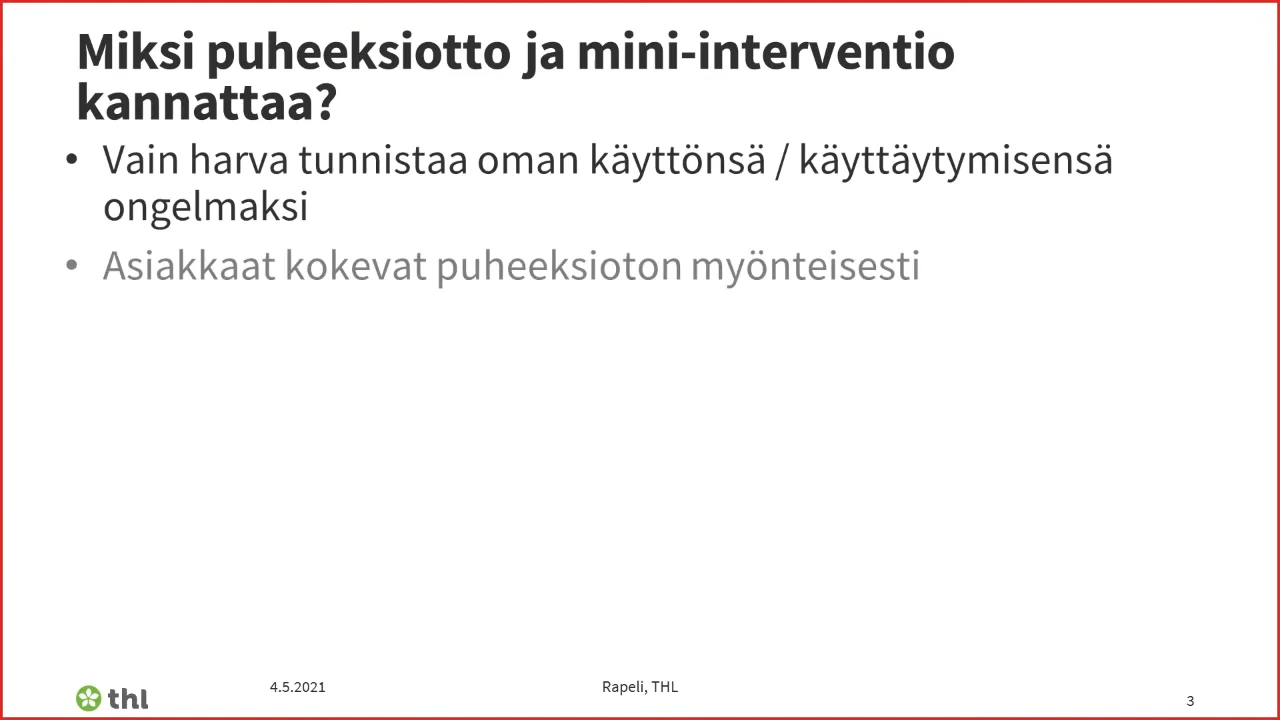 Miksi puheeksiotto ja mini-interventio
kannattaa?
• Vain harva tunnistaa oman käyttönsä / käyttäytymisensä
ongelmaksi
• Asiakkaat kokevat puheeksioton myönteisesti
thl
4.5.2021
Rapeli, THL
3